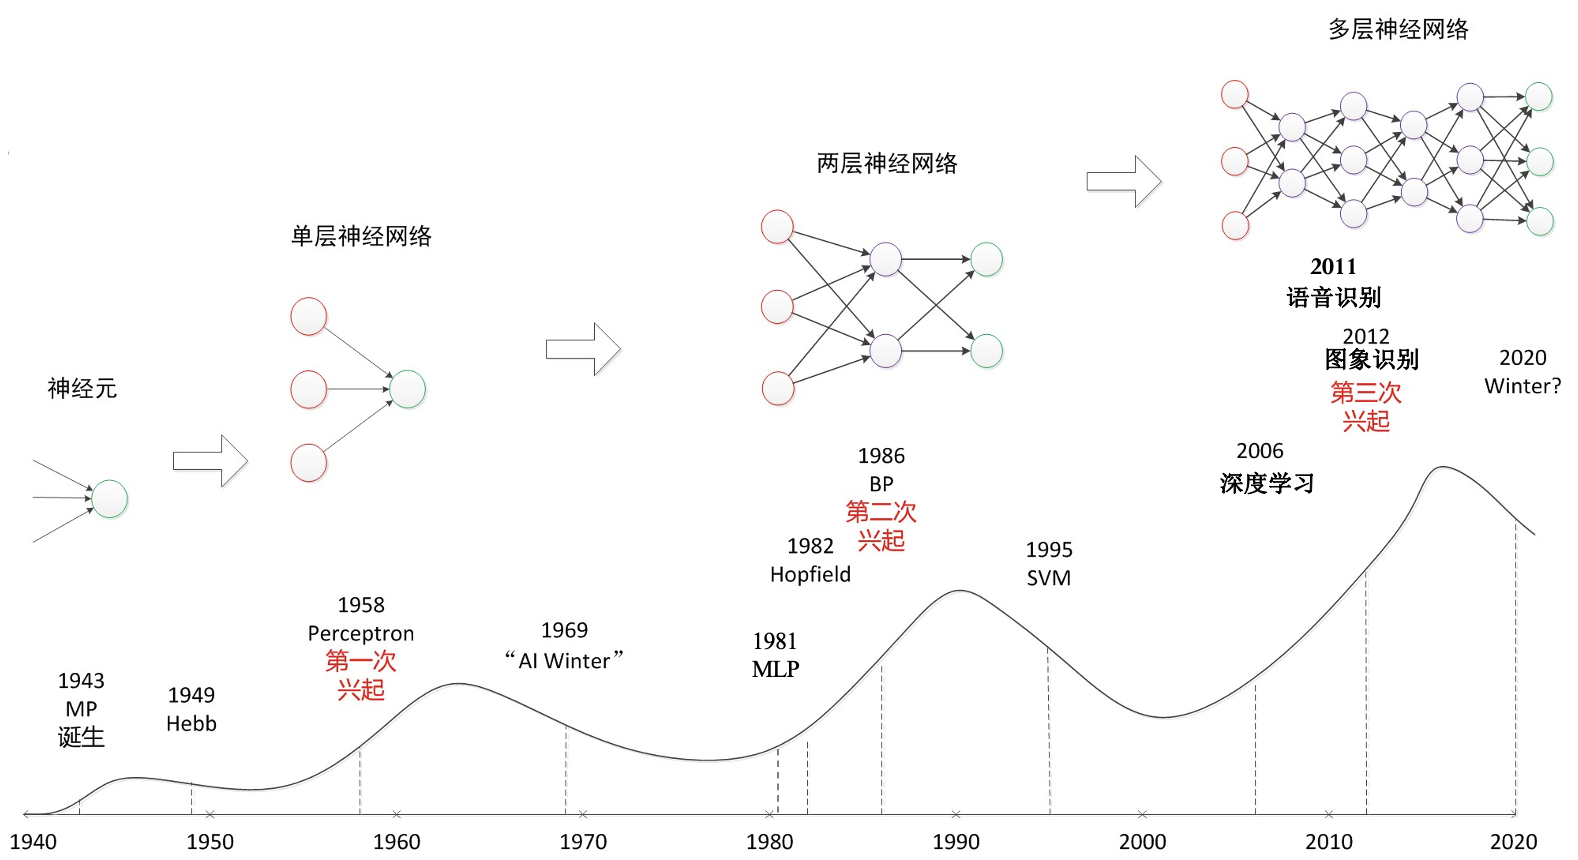 多层神经网络
两层神经网络
单层神经网络
神经元
2011
语音识别
2012
图象识别
第三次
兴起
2020
Winter?
2006
深度学习
1986
BP
第二次
兴起
1982
Hopfield
1995
SVM
1981
MLP
1969
“AI Winter”
1958
Perceptron
第一次
兴起
1949
Hebb
1943
MP
诞生
1940 1950 1960 1970 1980 1990 2000 2010 2020